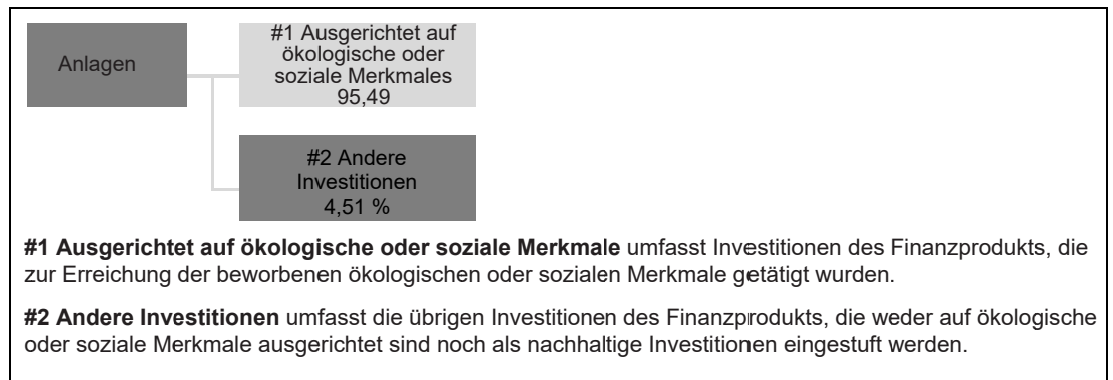 Anlagen
#1 Ausgerichtet auf
ökologische oder
soziale Merkmales
95,49
#2 Andere
Investitionen
4,51 %
#1 Ausgerichtet auf ökologische oder soziale Merkmale umfasst Investitionen des Finanzprodukts, die
zur Erreichung der beworbenen ökologischen oder sozialen Merkmale getätigt wurden.
#2 Andere Investitionen umfasst die übrigen Investitionen des Finanzprodukts, die weder auf ökologische
oder soziale Merkmale ausgerichtet sind noch als nachhaltige Investitionen eingestuft werden.